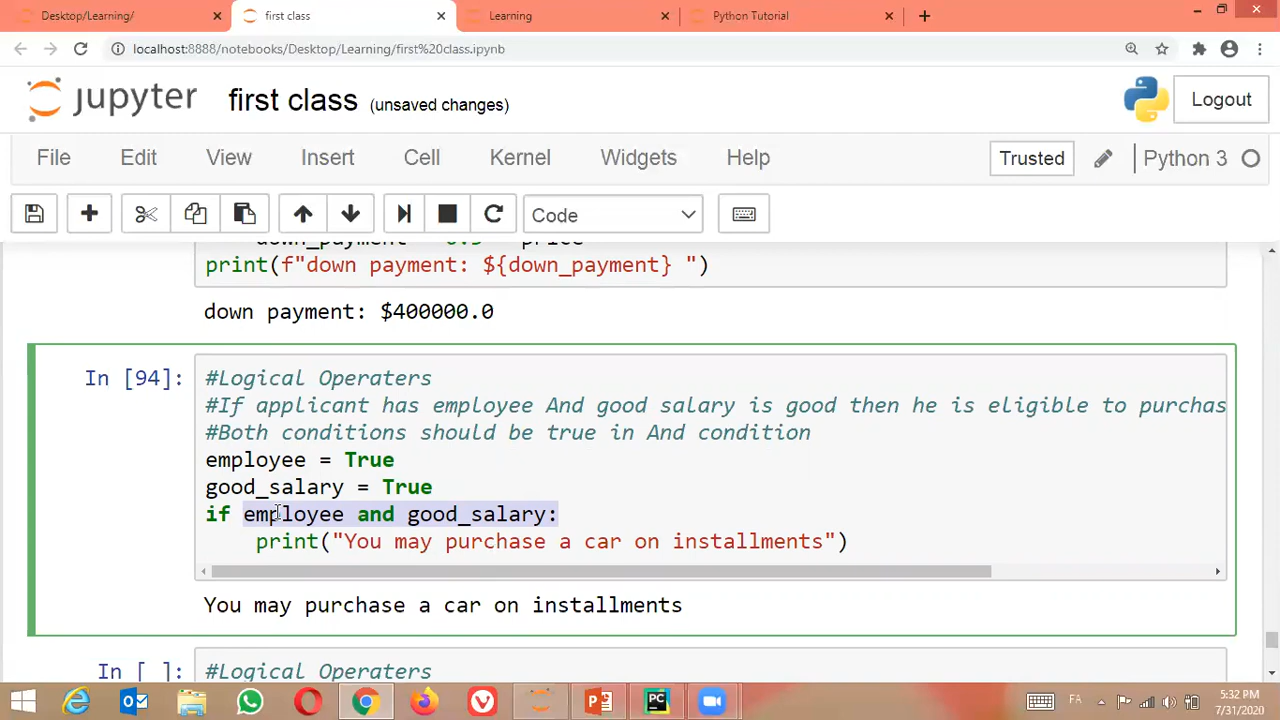 Desktop/Learning/
first class
Learning
Python Tutorial
localhost:8888/notebooks/Desktop/Learning/first%20class.ipynb
jupyter first class (unsaved changes) Logout
File Edit View Insert Cell Kernel Widgets Help Trusted Python 3
Code
print(f"down payment: ${down_payment} ")
down payment: $400000.0
In [94]:
#Logical Operaters
#If applicant has employee And good salary is good then he is eligible to purchas
#Both conditions should be true in And condition
employee = True
good_salary = True
if employee and good_salary:
print("You may purchase a car on installments")
You may purchase a car on installments
In [ ]:
#Logical Operaters
FA
5:32 PM
7/31/2020